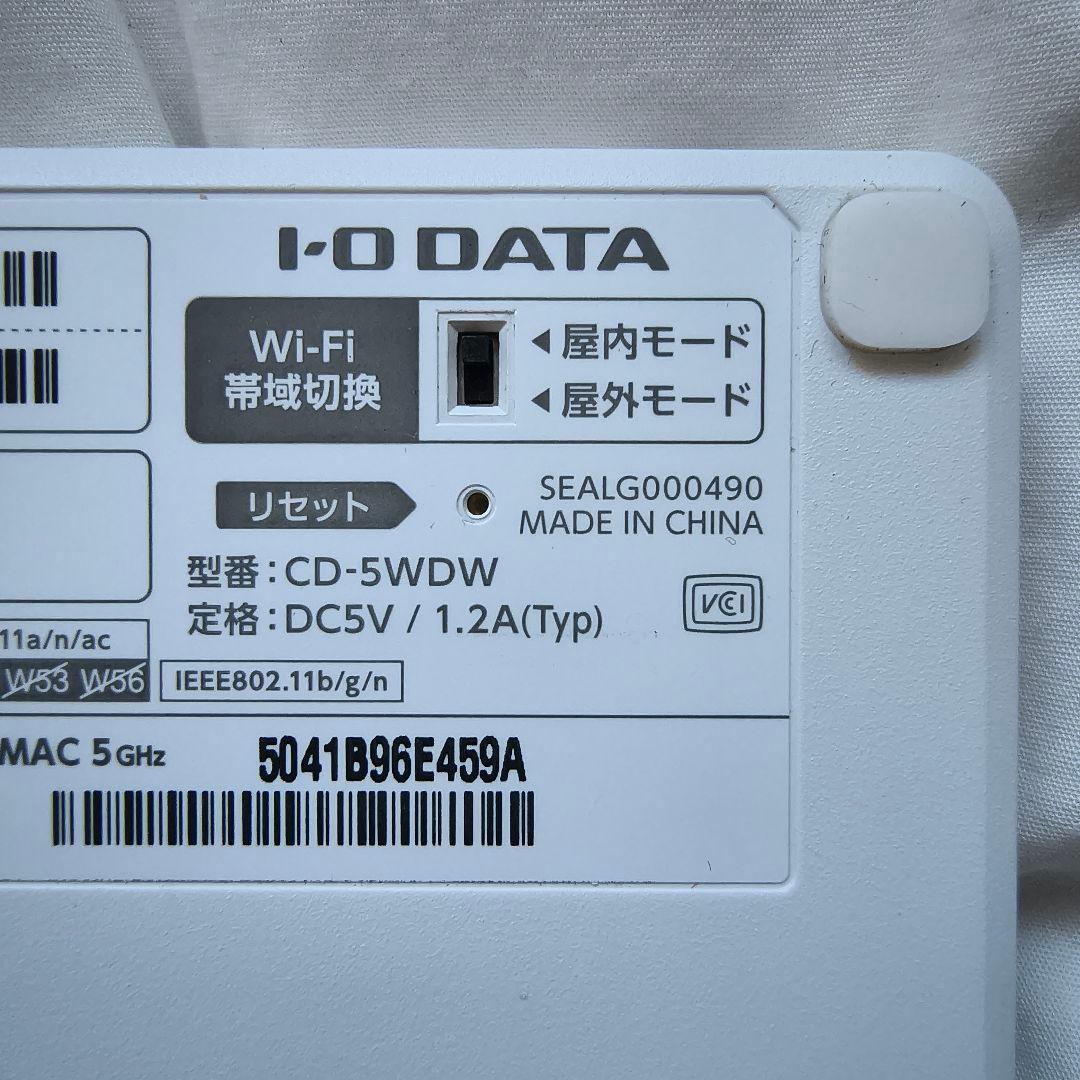 I-O DATA
Wi-Fi
帯域切換
◀屋内モード
◀屋外モード
リセット
SEALG000490
MADE IN CHINA
型番：CD-5WDW
定格：DC5V / 1.2A(Typ)
VCI
11a/n/ac
W53 W56
IEEE802.11b/g/n
MAC 5GHz
5041B96E459A